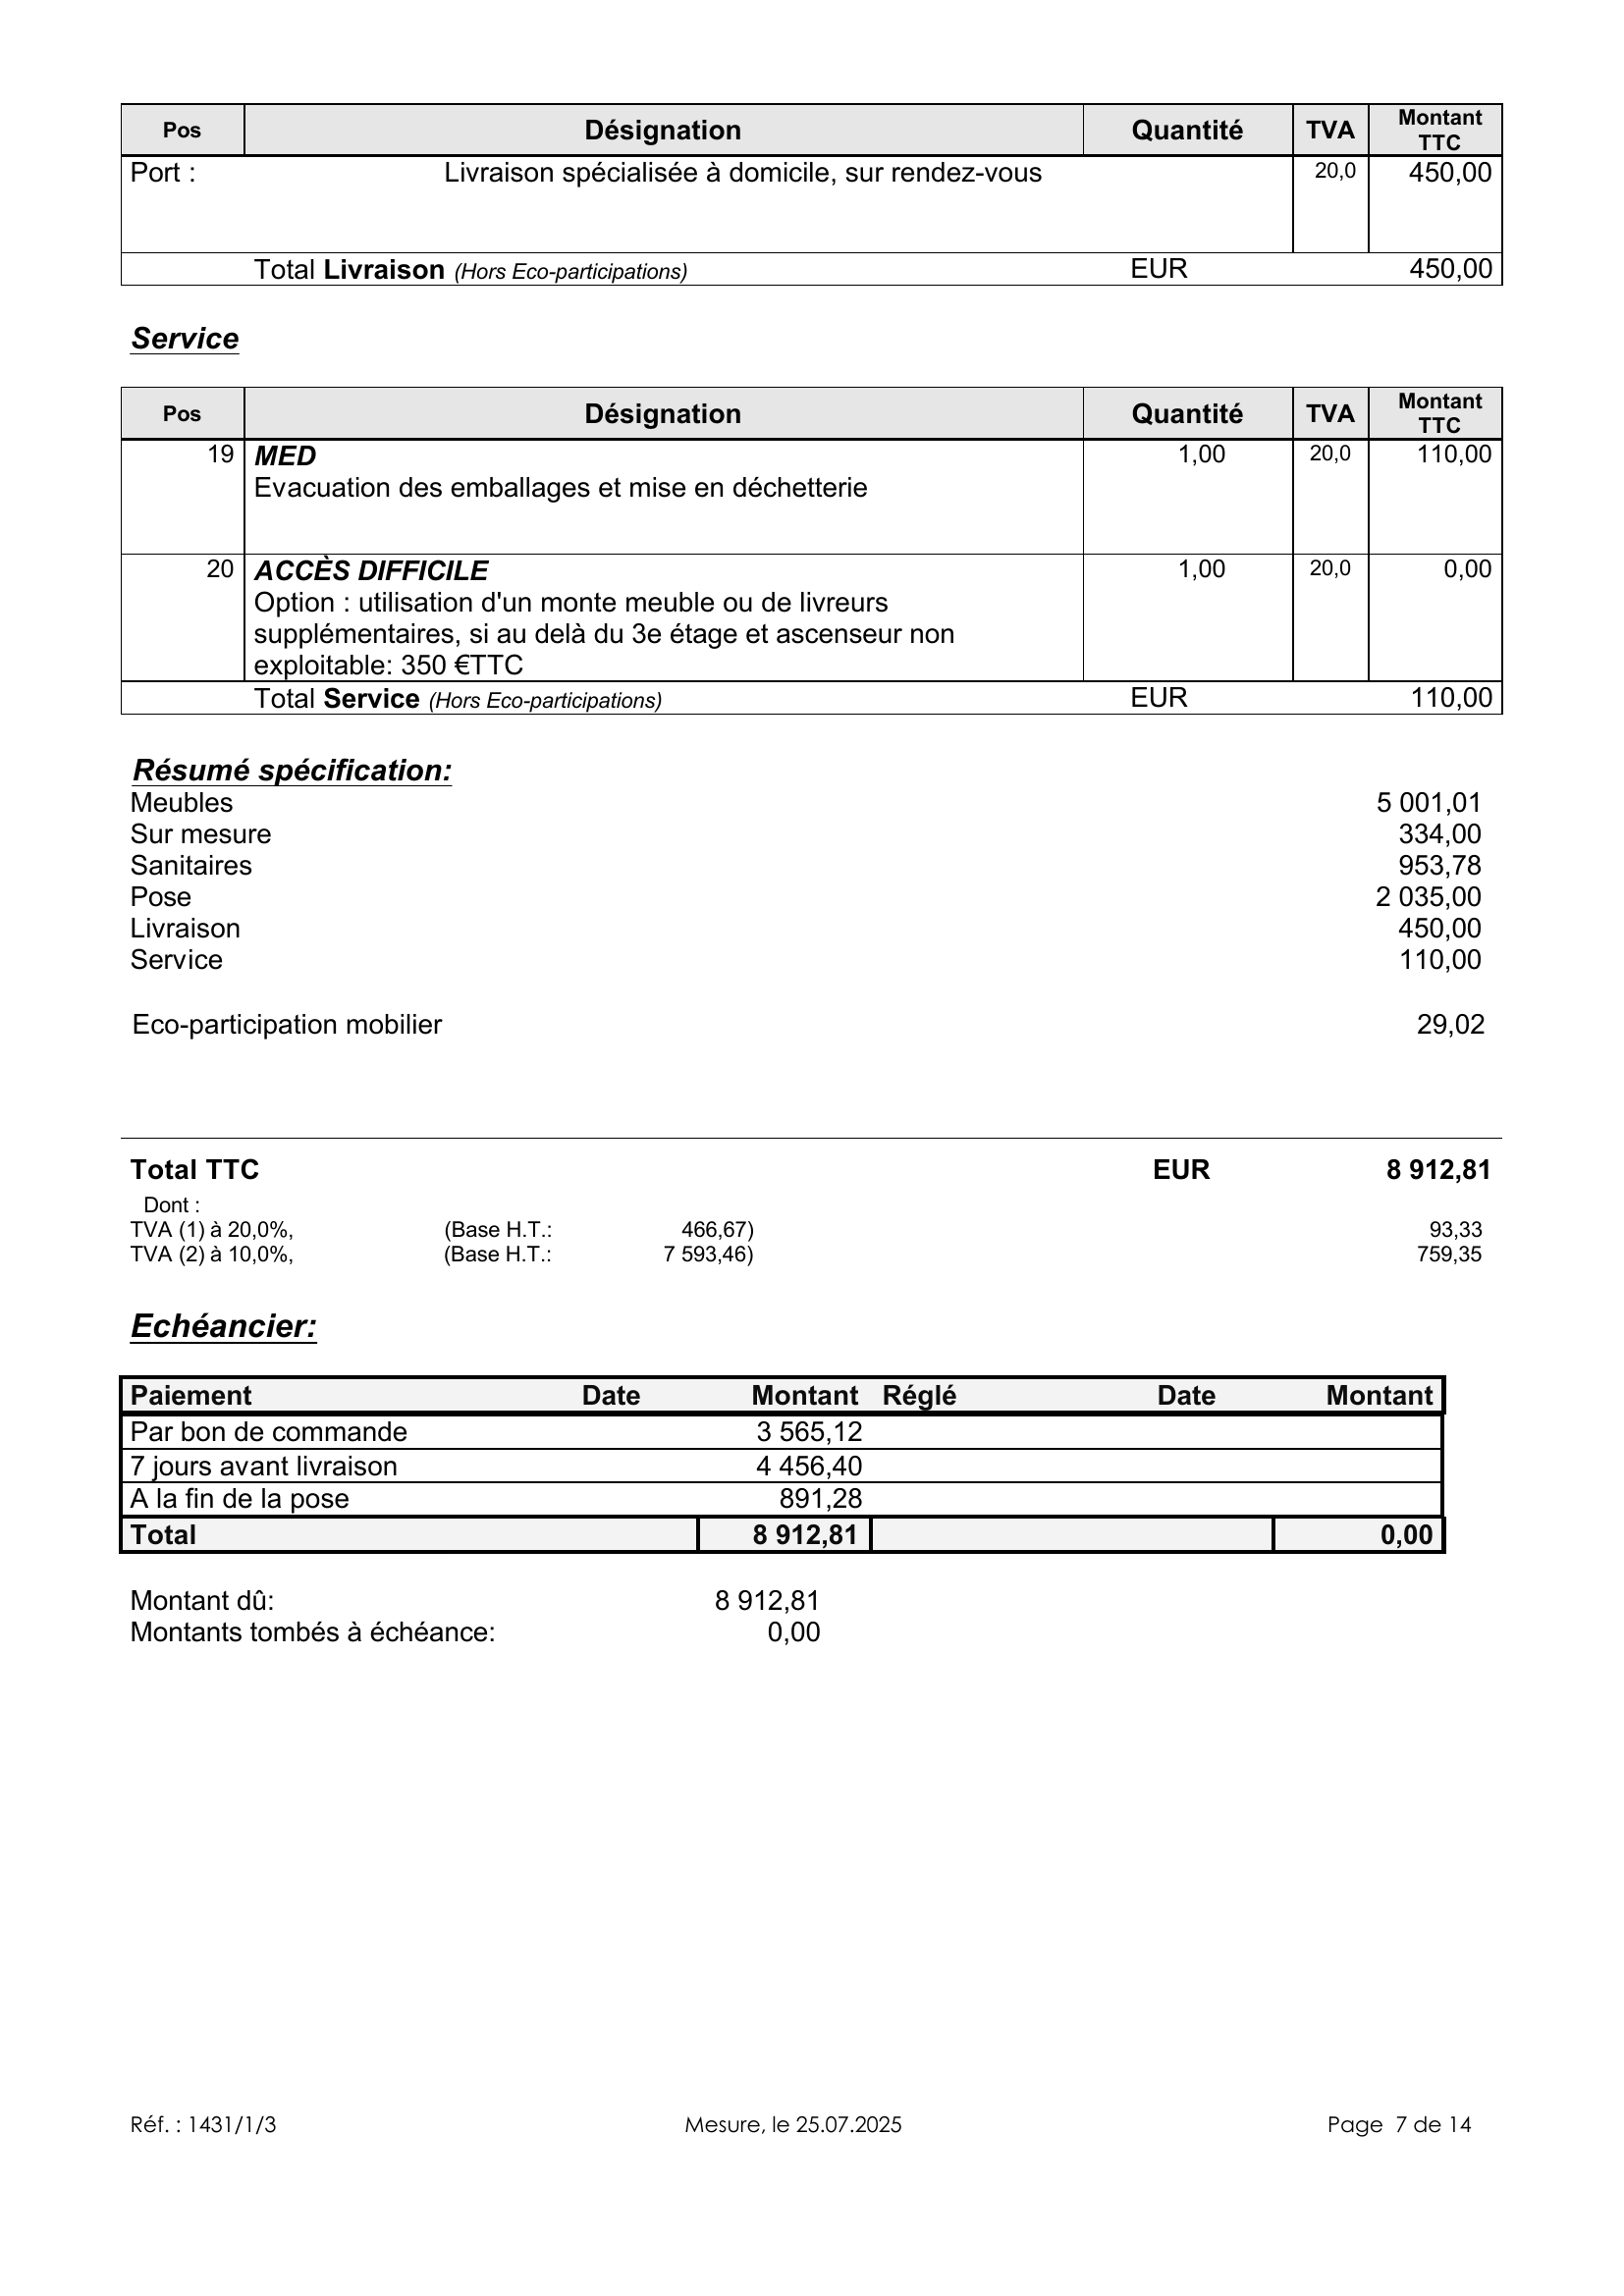 Pos Désignation Quantité TVA Montant TTC
Port : Livraison spécialisée à domicile, sur rendez-vous 20,0 450,00
Total Livraison (Hors Eco-participations) EUR 450,00
Service
Pos Désignation Quantité TVA Montant TTC
19 MED 1,00 20,0 110,00
Evacuation des emballages et mise en déchetterie
20 ACCÈS DIFFICILE 1,00 20,0 0,00
Option : utilisation d'un monte meuble ou de livreurs
supplémentaires, si au delà du 3e étage et ascenseur non
exploitable: 350 €TTC
Total Service (Hors Eco-participations) EUR 110,00
Résumé spécification:
Meubles 5 001,01
Sur mesure 334,00
Sanitaires 953,78
Pose 2 035,00
Livraison 450,00
Service 110,00
Eco-participation mobilier 29,02
Total TTC EUR 8 912,81
Dont :
TVA (1) à 20,0%, (Base H.T.: 466,67) 93,33
TVA (2) à 10,0%, (Base H.T.: 7 593,46) 759,35
Echéancier:
Paiement Date Montant Réglé Date Montant
Par bon de commande 3 565,12
7 jours avant livraison 4 456,40
A la fin de la pose 891,28
Total 8 912,81 0,00
Montant dû: 8 912,81
Montants tombés à échéance: 0,00
Réf. : 1431/1/3 Mesure, le 25.07.2025 Page 7 de 14